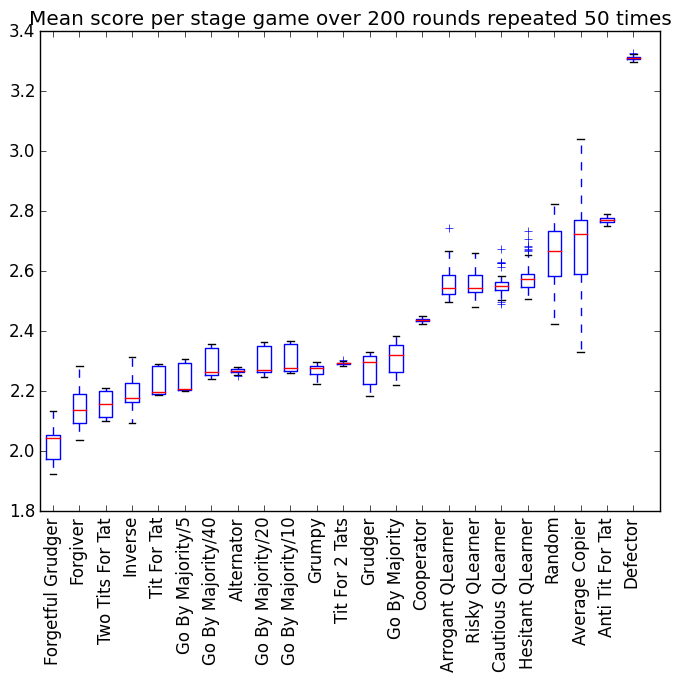 Mean score per stage game over 200 rounds repeated 50 times
3.4
3.2
3.0
2.8
2.6
2.4
2.2
2.0
1.8
Forgetful Grudger
Forgiver
Two Tits For Tat
Inverse
Tit For Tat
Go By Majority/5
Go By Majority/40
Alternator
Go By Majority/20
Go By Majority/10
Grumpy
Tit For 2 Tats
Grudger
Go By Majority
Cooperator
Arrogant QLearner
Risky QLearner
Cautious QLearner
Hesitant QLearner
Random
Average Copier
Anti Tit For Tat
Defector